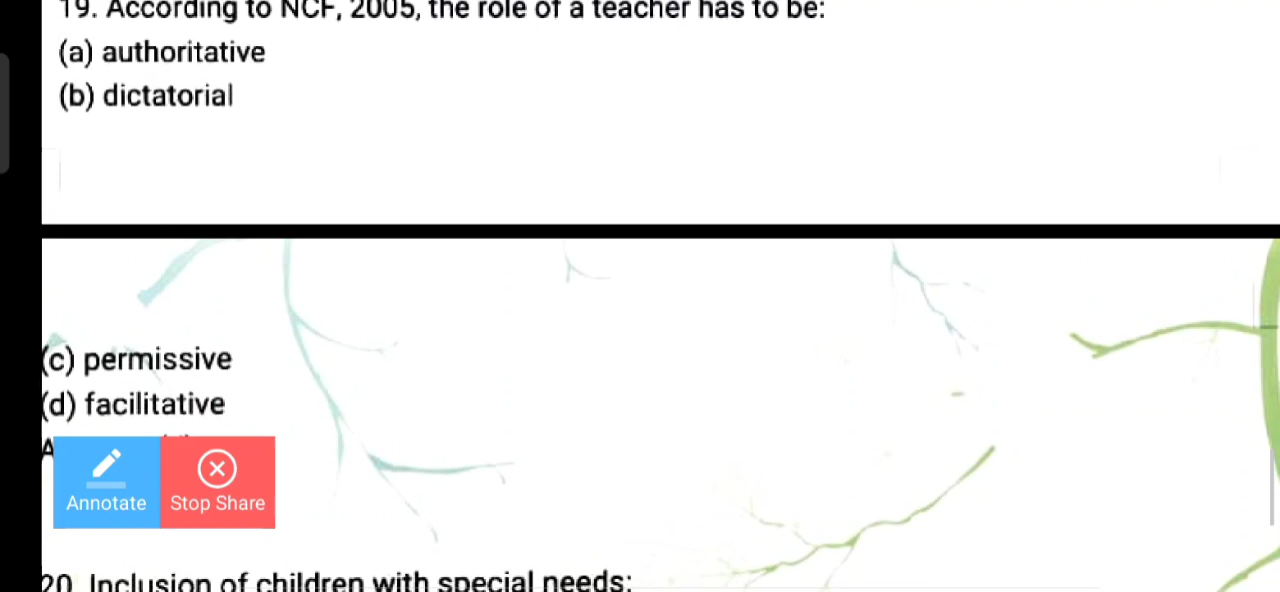 19. According to NCF, 2005, the role of a teacher has to be:
(a) authoritative
(b) dictatorial
(c) permissive
(d) facilitative
Annotate
Stop Share
20. Inclusion of children with special needs: